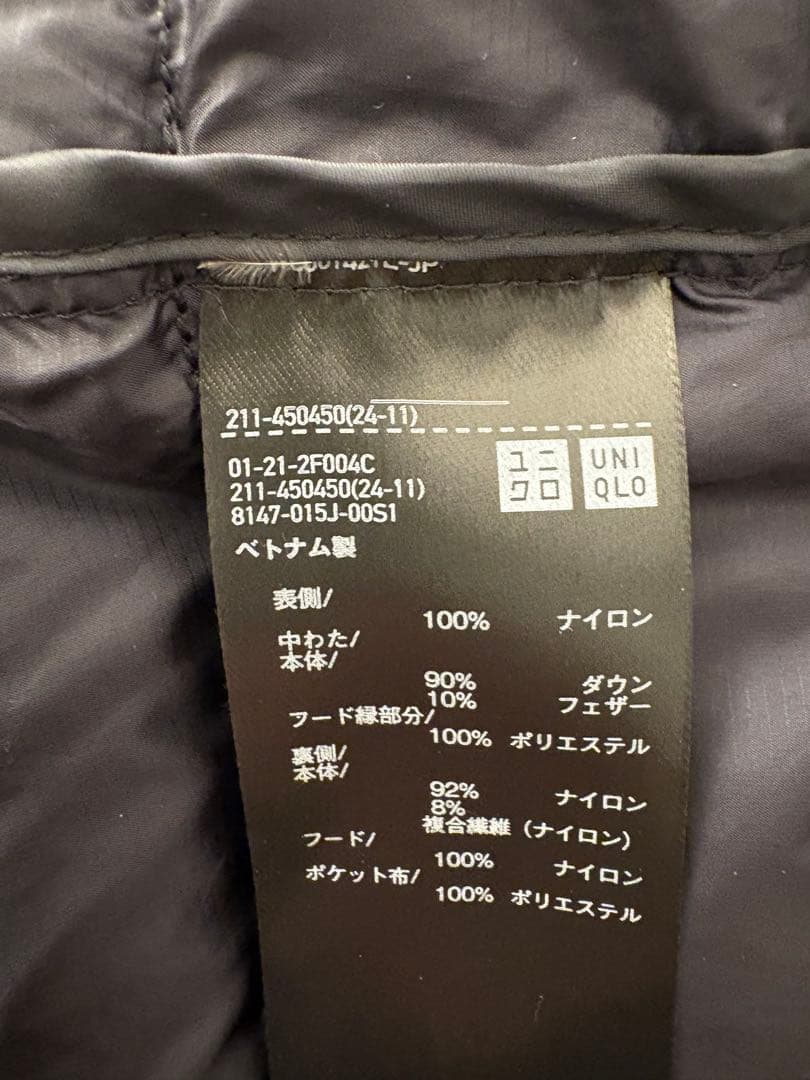 211-450450(24-11)
01-21-2F004C
211-450450(24-11)
8147-015J-00S1
ユニ
クロ
UNI
QLO
ベトナム製
表側/
100% ナイロン
中わた/
本体/
90% ダウン
10% フェザー
フード縁部分/
100% ポリエステル
裏側/
本体/
92% ナイロン
8%
複合繊維(ナイロン)
フード/
100% ナイロン
ポケット布/
100% ポリエステル